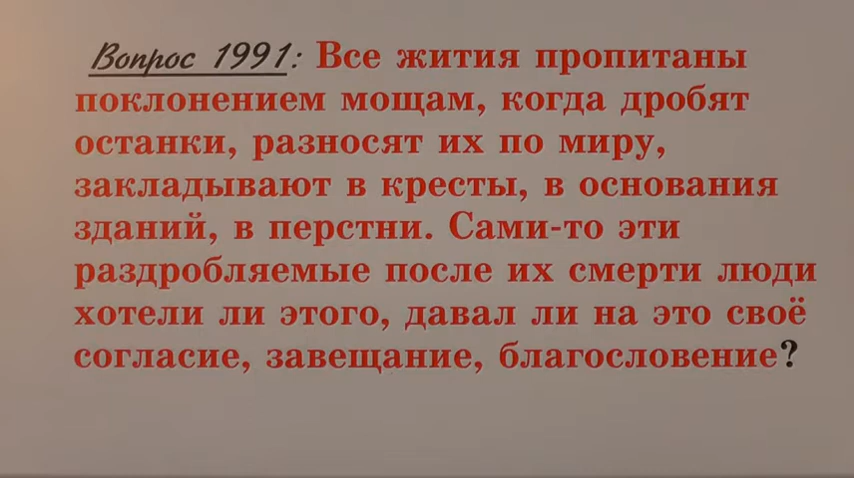 Вопрос 1991: Все жития пропитаны
поклонением мощам, когда дробят
останки, разносят их по миру,
закладывают в кресты, в основания
зданий, в перстни. Сами-то эти
раздробляемые после их смерти люди
хотели ли этого, давал ли на это своё
согласие, завещание, благословение?